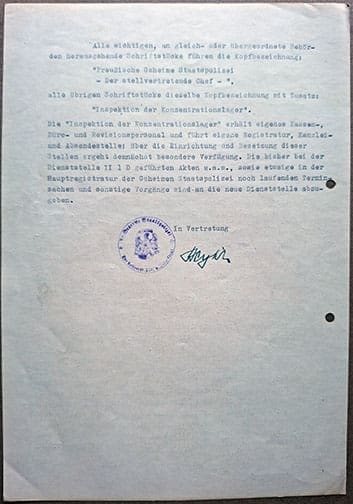 Alle wichtigen, an gleich- oder übergeordnete Behör-
den herausgehende Schriftstücke führen die Kopfbezeichnung:
"Preußische Geheime Staatspolizei
- Der stellvertretende Chef - ",
alle übrigen Schriftstücke dieselbe Kopfbezeichnung mit Zusatz:
"Inspektion der Konzentrationslager".
Die "Inspektion der Konzentrationslager" erhält eigenes Kassen-,
Büro- und Revisionspersonal und führt eigene Registratur, Kanzlei
und Absendestelle; über die Einrichtung und Besetzung dieser
Stellen ergeht demnächst besondere Verfügung. Die bisher bei der
Dienststelle II 1 D geführten Akten u.s.w., sowie etwaige in der
Hauptregistratur der Geheimen Staatspolizei noch laufenden Termin-
sachen und sonstige Vorgänge sind an die neue Dienststelle abzu-
geben.
In Vertretung